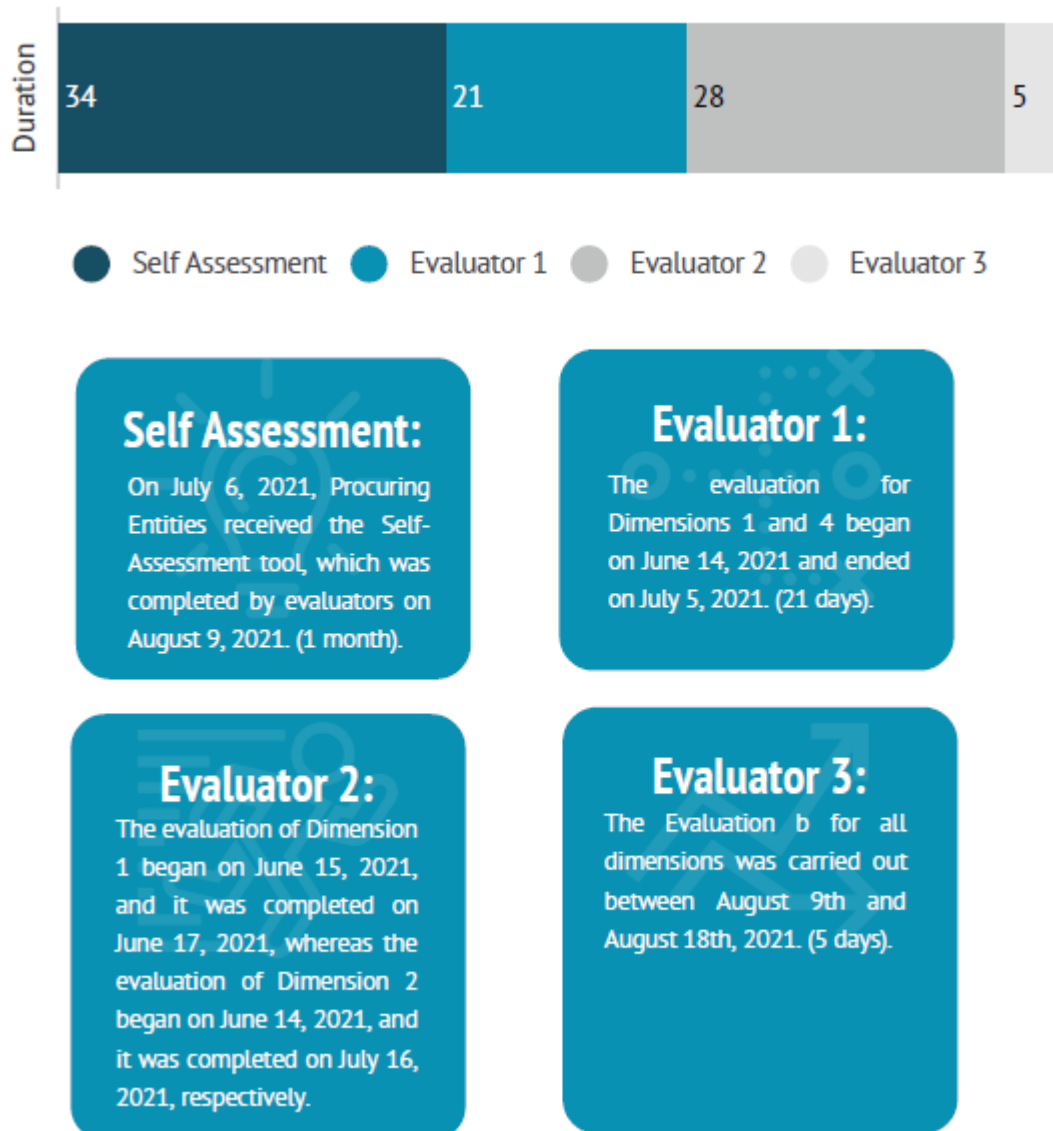 Duration
34
21
28
5
Self Assessment
Evaluator 1
Evaluator 2
Evaluator 3
Self Assessment:
On July 6, 2021, Procuring
Entities received the Self-
Assessment tool, which was
completed by evaluators on
August 9, 2021. (1 month).
Evaluator 1:
The evaluation for
Dimensions 1 and 4 began
on June 14, 2021 and ended
on July 5, 2021. (21 days).
Evaluator 2:
The evaluation of Dimension
1 began on June 15, 2021,
and it was completed on
June 17, 2021, whereas the
evaluation of Dimension 2
began on June 14, 2021, and
it was completed on July 16,
2021, respectively.
Evaluator 3:
The Evaluation b for all
dimensions was carried out
between August 9th and
August 18th, 2021. (5 days).